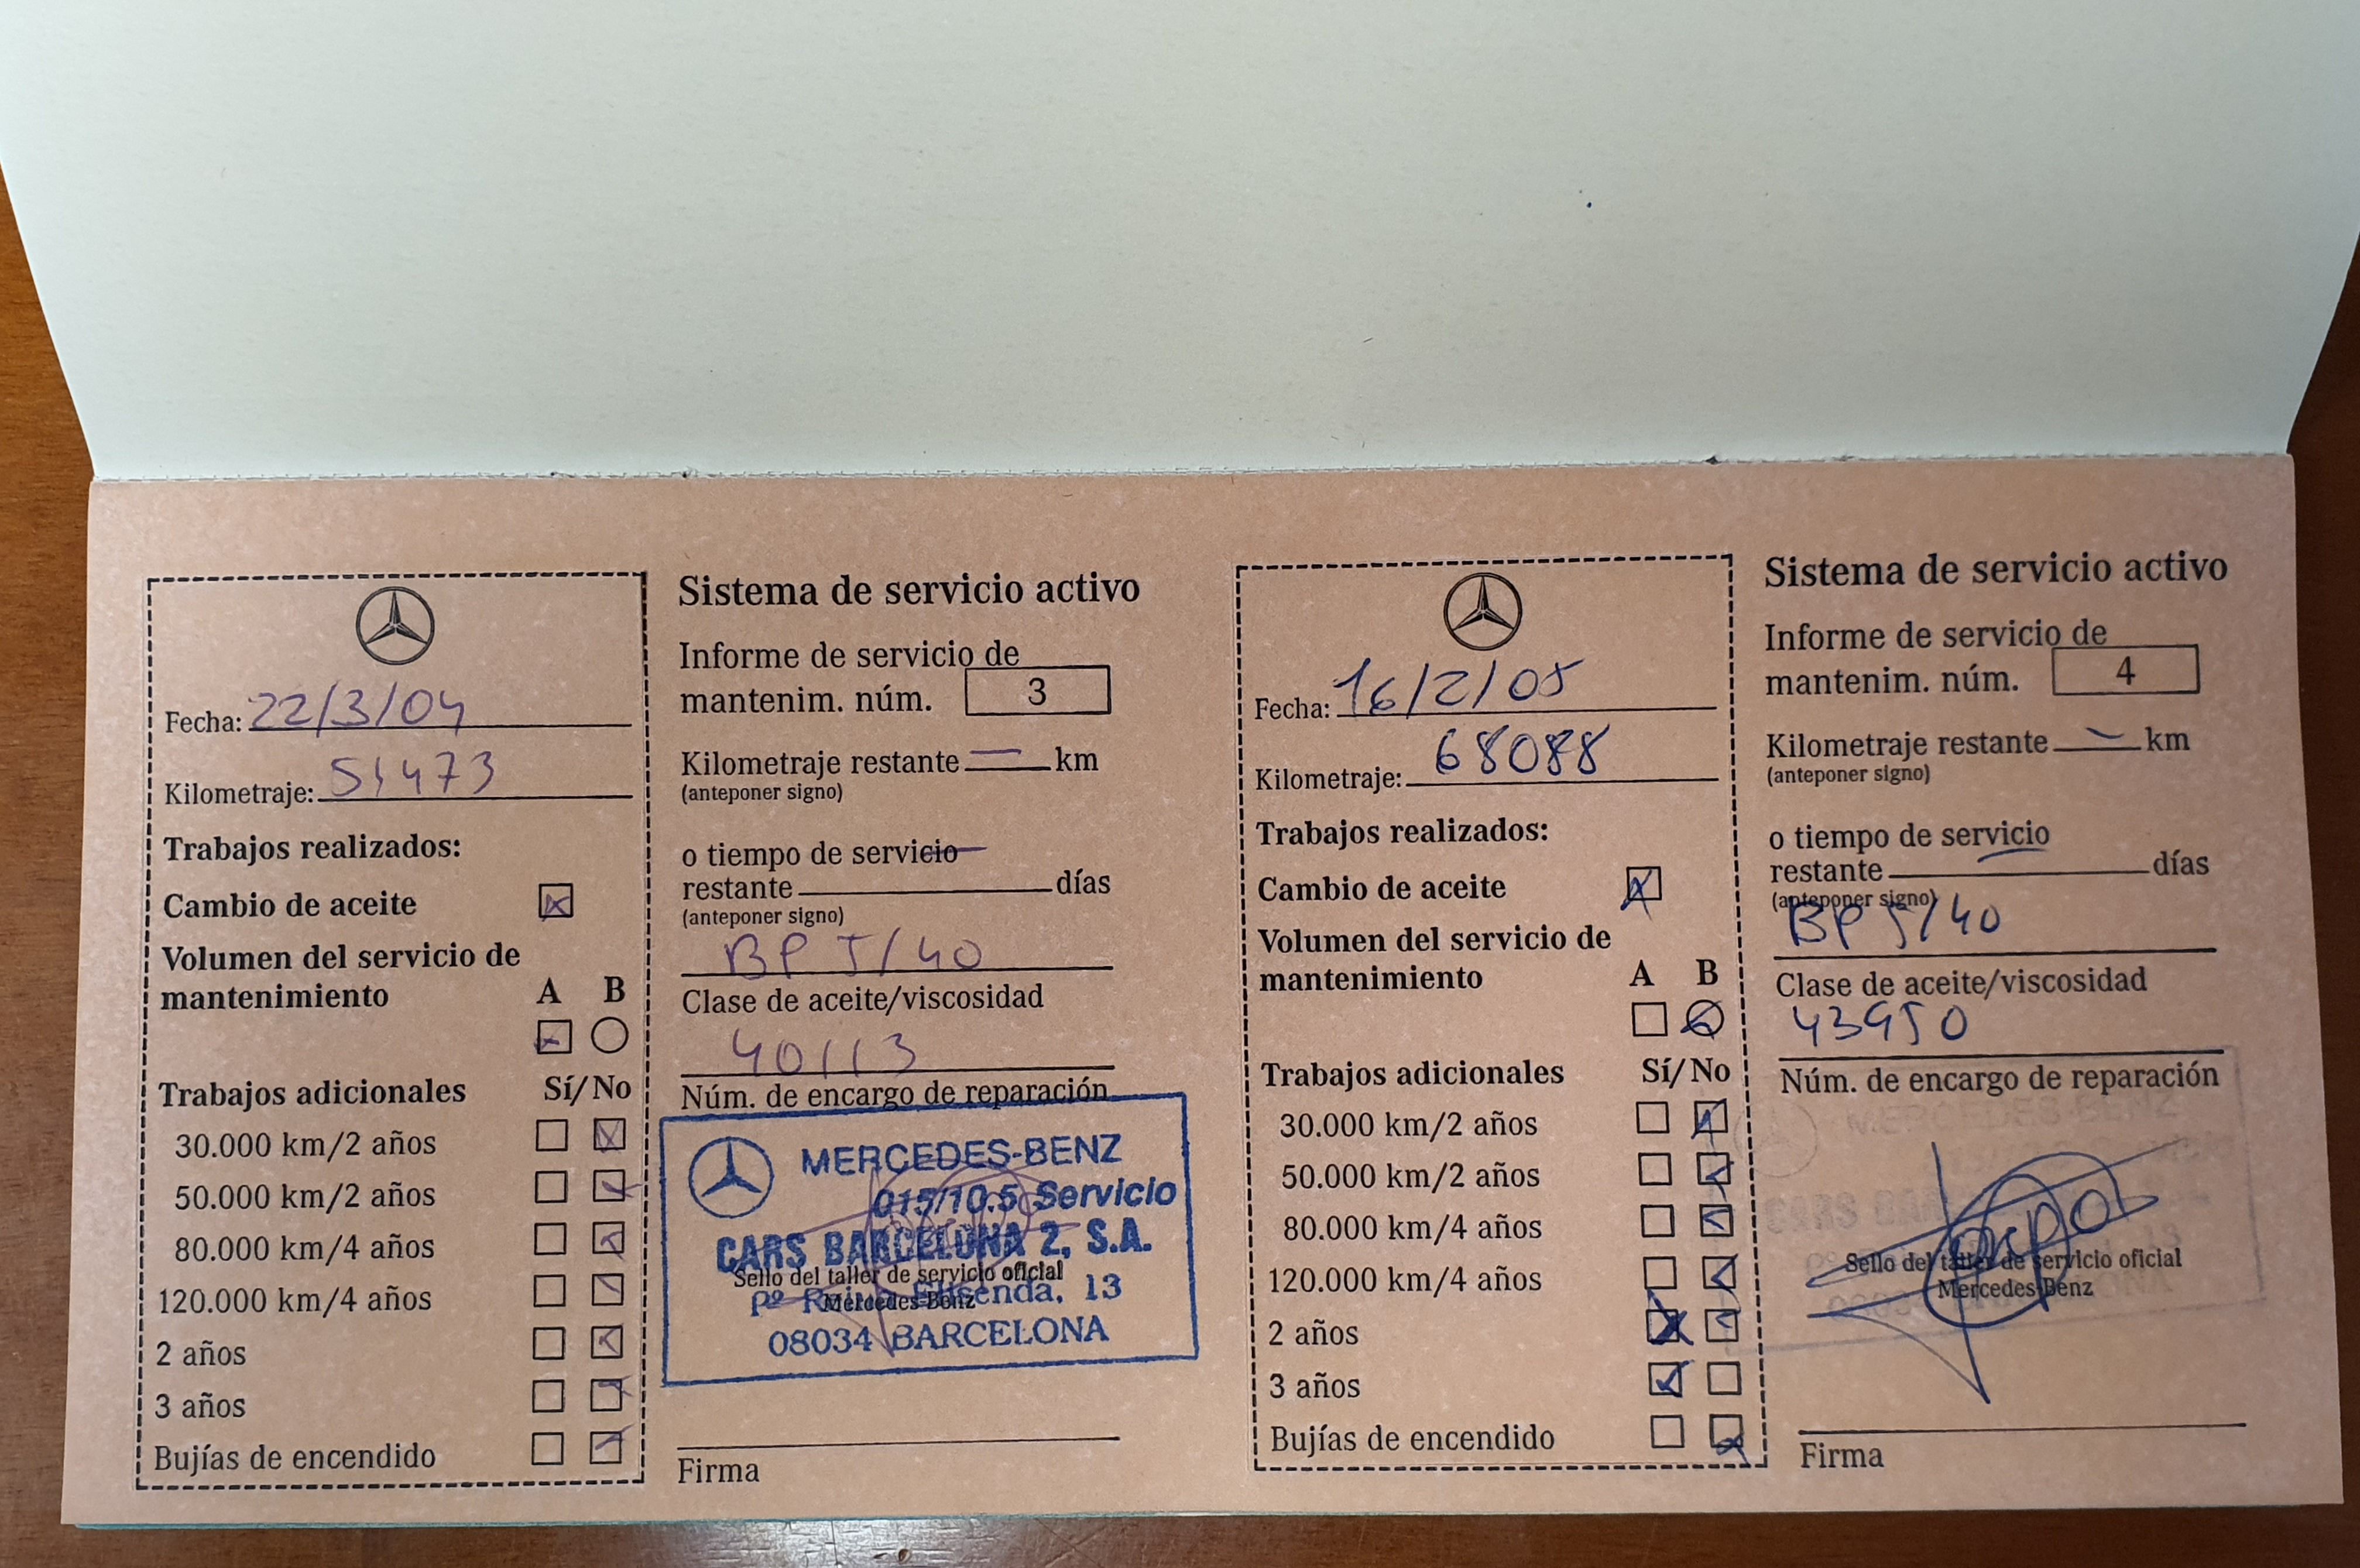 Fecha: 22/3/04
Kilometraje: 51473
Trabajos realizados:
Cambio de aceite
Volumen del servicio de
mantenimiento A B
Trabajos adicionales Sí/No
30.000 km/2 años
50.000 km/2 años
80.000 km/4 años
120.000 km/4 años
2 años
3 años
Bujías de encendido
Sistema de servicio activo
Informe de servicio de
mantenim. núm. 3
Kilometraje restante — km
(anteponer signo)
o tiempo de servicio
restante días
(anteponer signo)
BP 5/40
Clase de aceite/viscosidad
40113
Núm. de encargo de reparación
MERCEDES-BENZ
015/10.5 Servicio
CARS BARCELONA 2, S.A.
Sello del taller de servicio oficial
Mercedes-Benz
Pº Reina Elisenda, 13
08034 BARCELONA
Firma
Fecha: 16/2/05
Kilometraje: 68088
Trabajos realizados:
Cambio de aceite
Volumen del servicio de
mantenimiento A B
Trabajos adicionales Sí/No
30.000 km/2 años
50.000 km/2 años
80.000 km/4 años
120.000 km/4 años
2 años
3 años
Bujías de encendido
Sistema de servicio activo
Informe de servicio de
mantenim. núm. 4
Kilometraje restante — km
(anteponer signo)
o tiempo de servicio
restante días
(anteponer signo)
BP 5/40
Clase de aceite/viscosidad
43950
Núm. de encargo de reparación
Sello del taller de servicio oficial
Mercedes-Benz
Firma